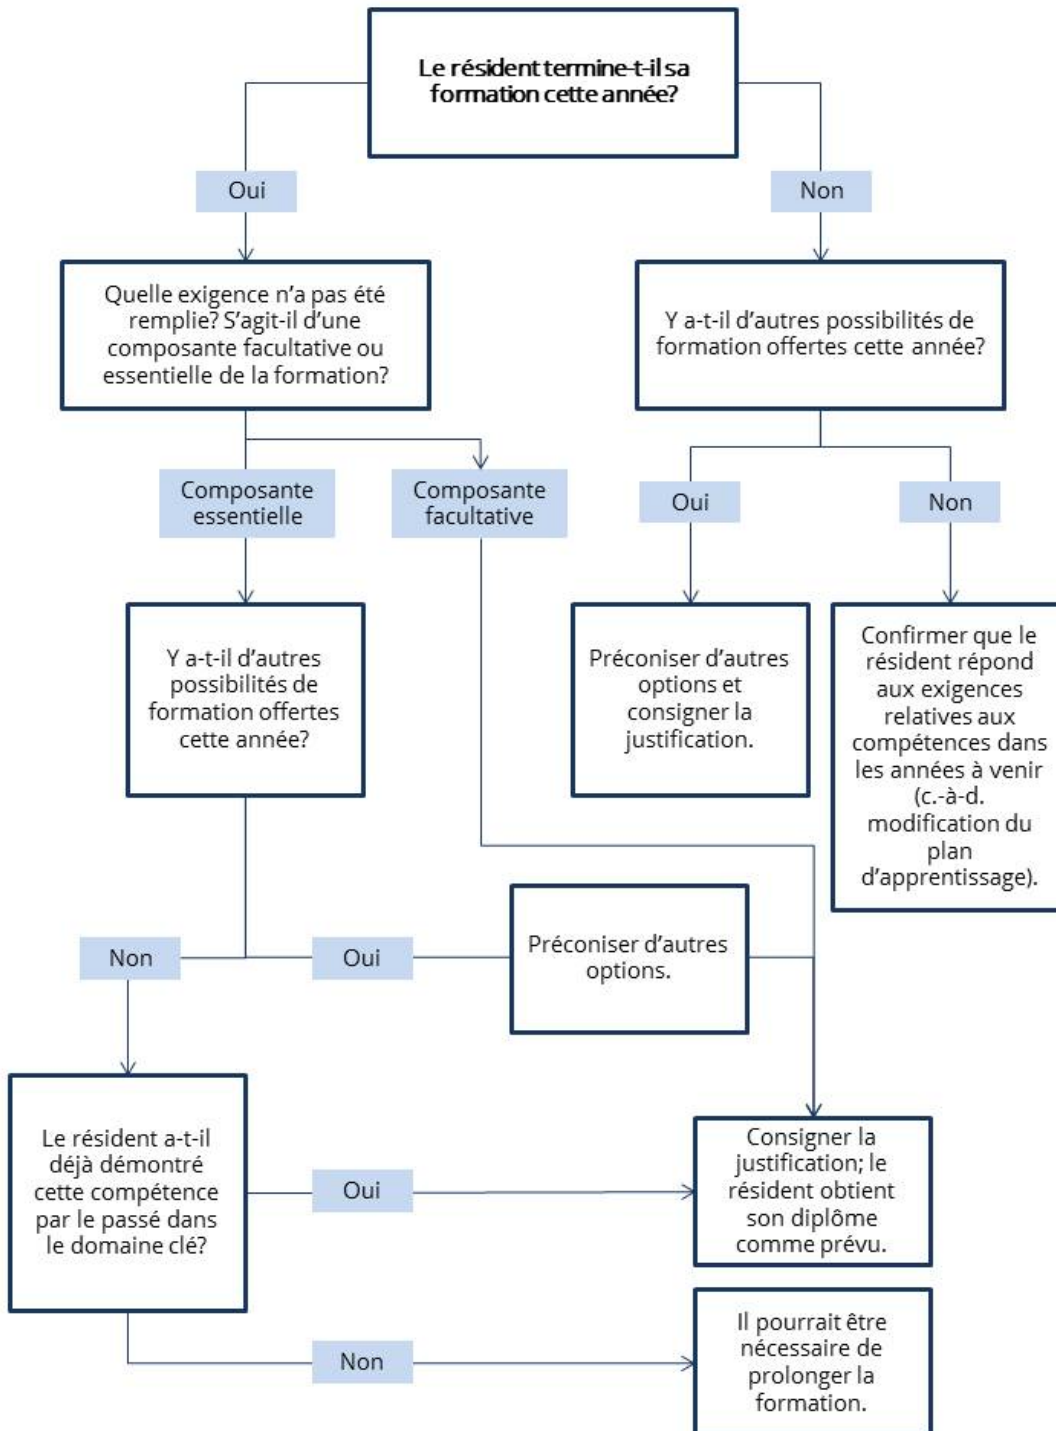 Le résident termine-t-il sa
formation cette année?
Oui
Non
Quelle exigence n'a pas été
remplie? S'agit-il d'une
composante facultative ou
essentielle de la formation?
Y a-t-il d'autres possibilités de
formation offertes cette année?
Composante
essentielle
Composante
facultative
Oui
Non
Y a-t-il d'autres
possibilités de
formation offertes
cette année?
Préconiser d'autres
options et
consigner la
justification.
Confirmer que le
résident répond
aux exigences
relatives aux
compétences dans
les années à venir
(c.-à-d.
modification du
plan
d'apprentissage).
Non
Oui
Préconiser d'autres
options.
Le résident a-t-il
déjà démontré
cette compétence
par le passé dans
le domaine clé?
Oui
Consigner la
justification; le
résident obtient
son diplôme
comme prévu.
Non
Il pourrait être
nécessaire de
prolonger la
formation.